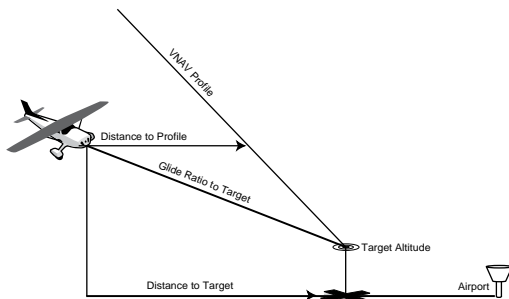 VNAV Profile
Distance to Profile
Glide Ratio to Target
Target Altitude
Distance to Target
Airport